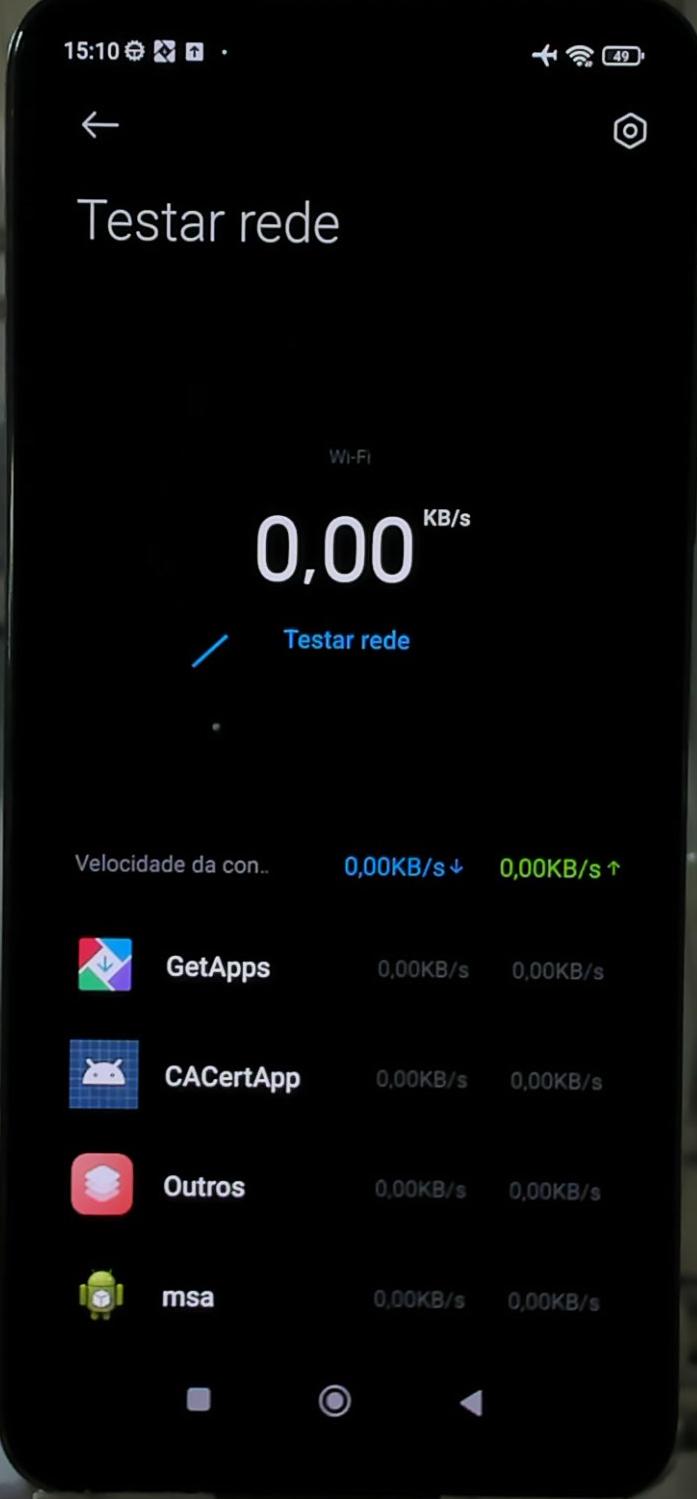 15:10
49
Testar rede
Wi-Fi
0,00 KB/s
Testar rede
Velocidade da con.. 0,00KB/s↓ 0,00KB/s↑
GetApps 0,00KB/s 0,00KB/s
CACertApp 0,00KB/s 0,00KB/s
Outros 0,00KB/s 0,00KB/s
msa 0,00KB/s 0,00KB/s